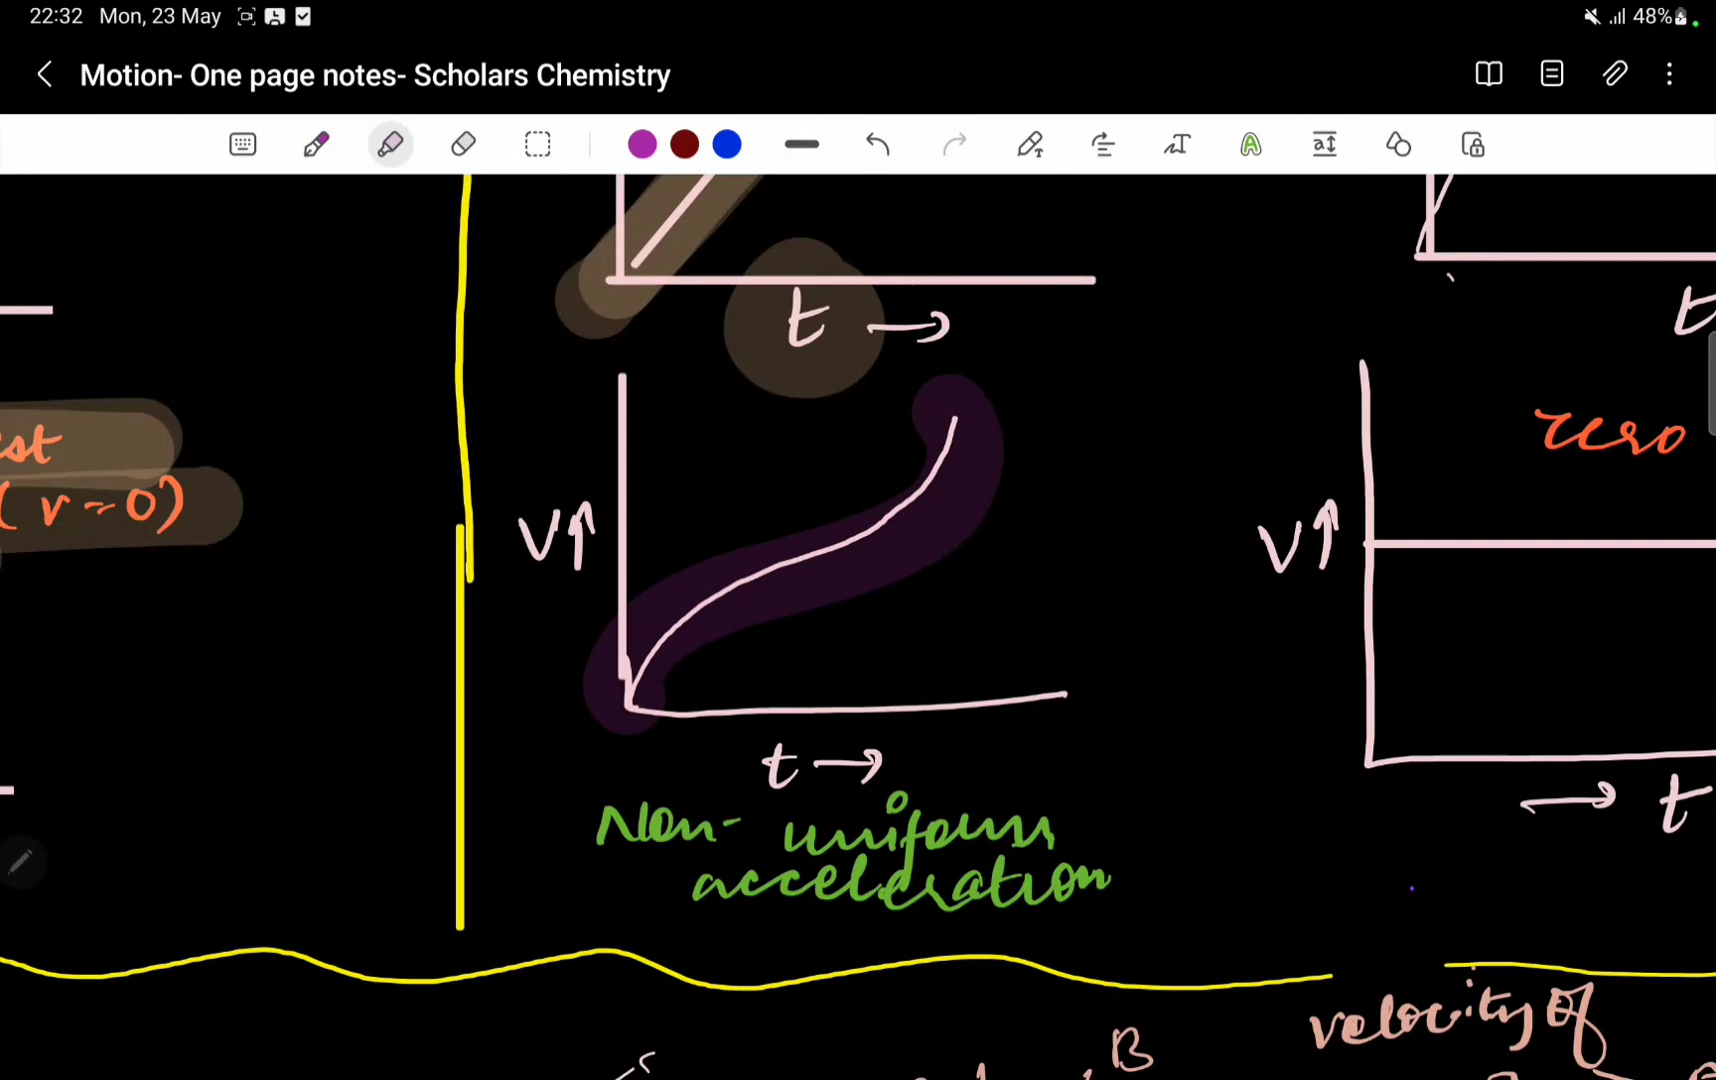 22:32 Mon, 23 May
48%
Motion- One page notes- Scholars Chemistry
t →
t
st
(v=0)
V↑
zero
V↑
t →
→ t
Non- uniform
acceleration
velocity of
B